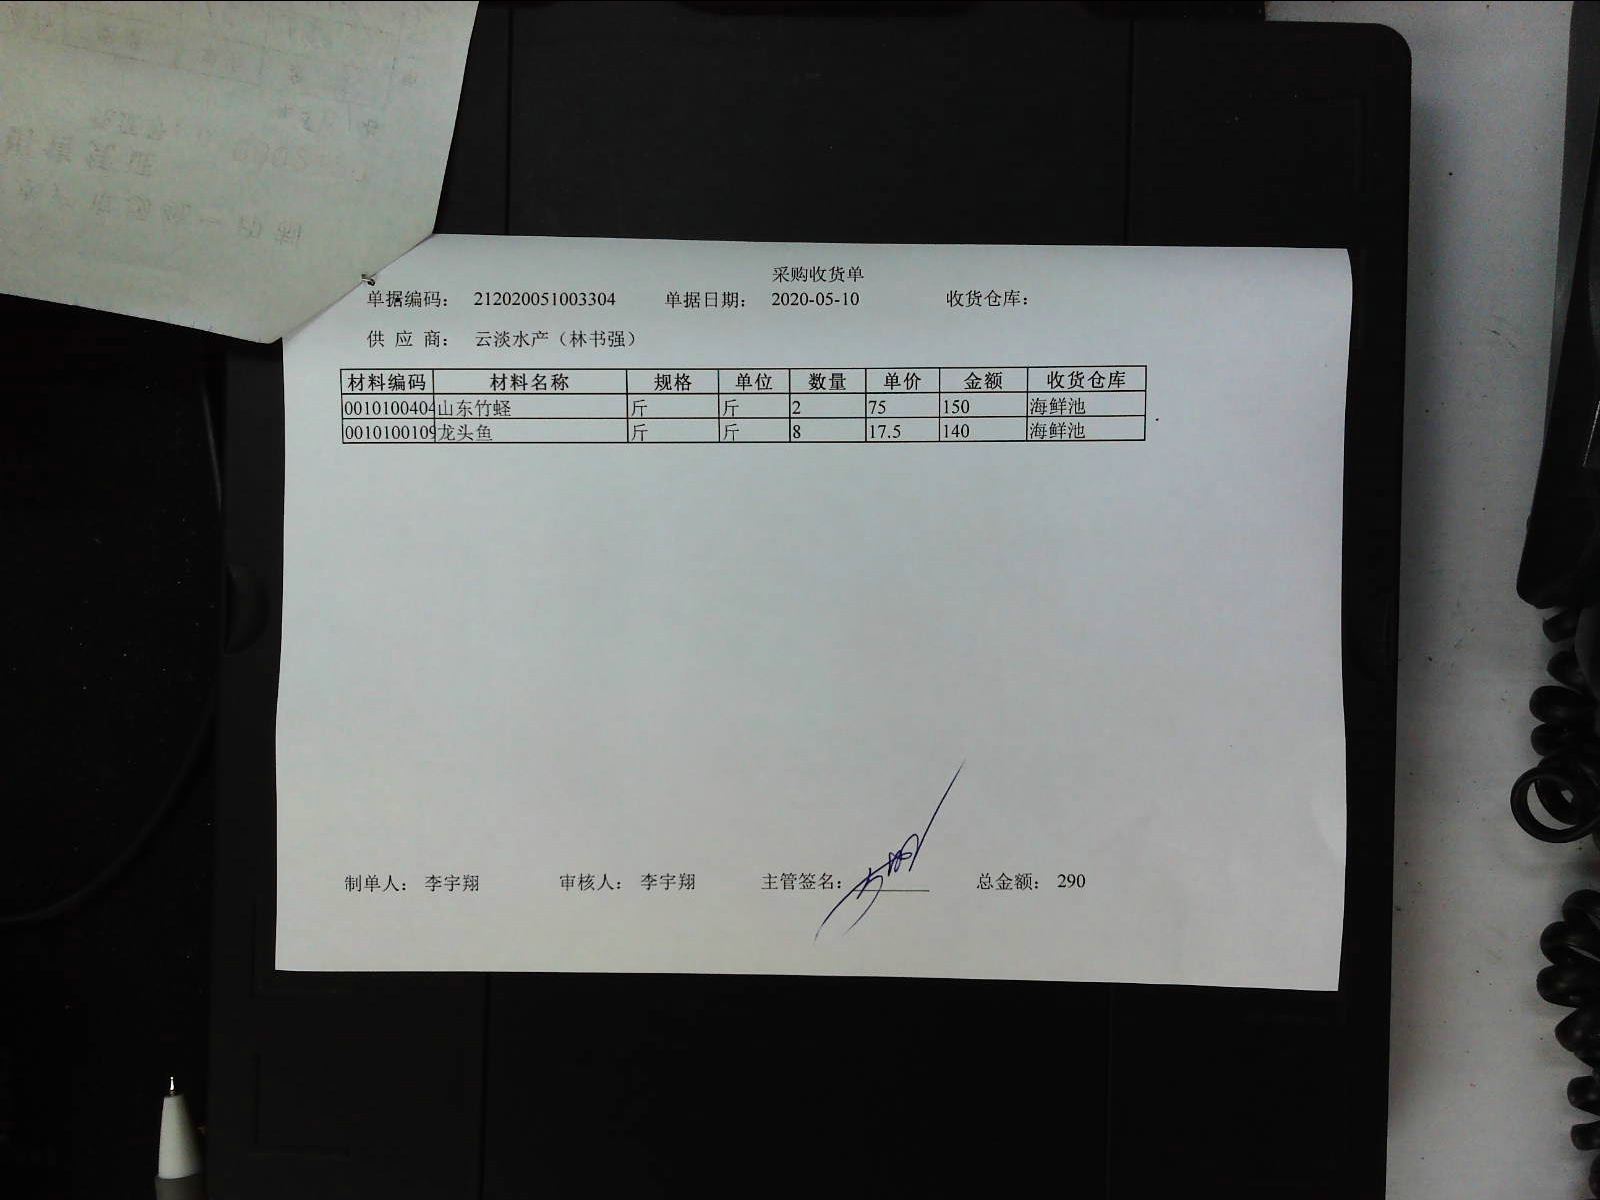 采购收货单
单据编码： 212020051003304 单据日期： 2020-05-10 收货仓库：
供 应 商： 云淡水产（林书强）
材料编码 材料名称 规格 单位 数量 单价 金额 收货仓库
0010100404 山东竹蛏 斤 斤 2 75 150 海鲜池
0010100109 龙头鱼 斤 斤 8 17.5 140 海鲜池
制单人： 李宇翔 审核人： 李宇翔 主管签名： 总金额： 290